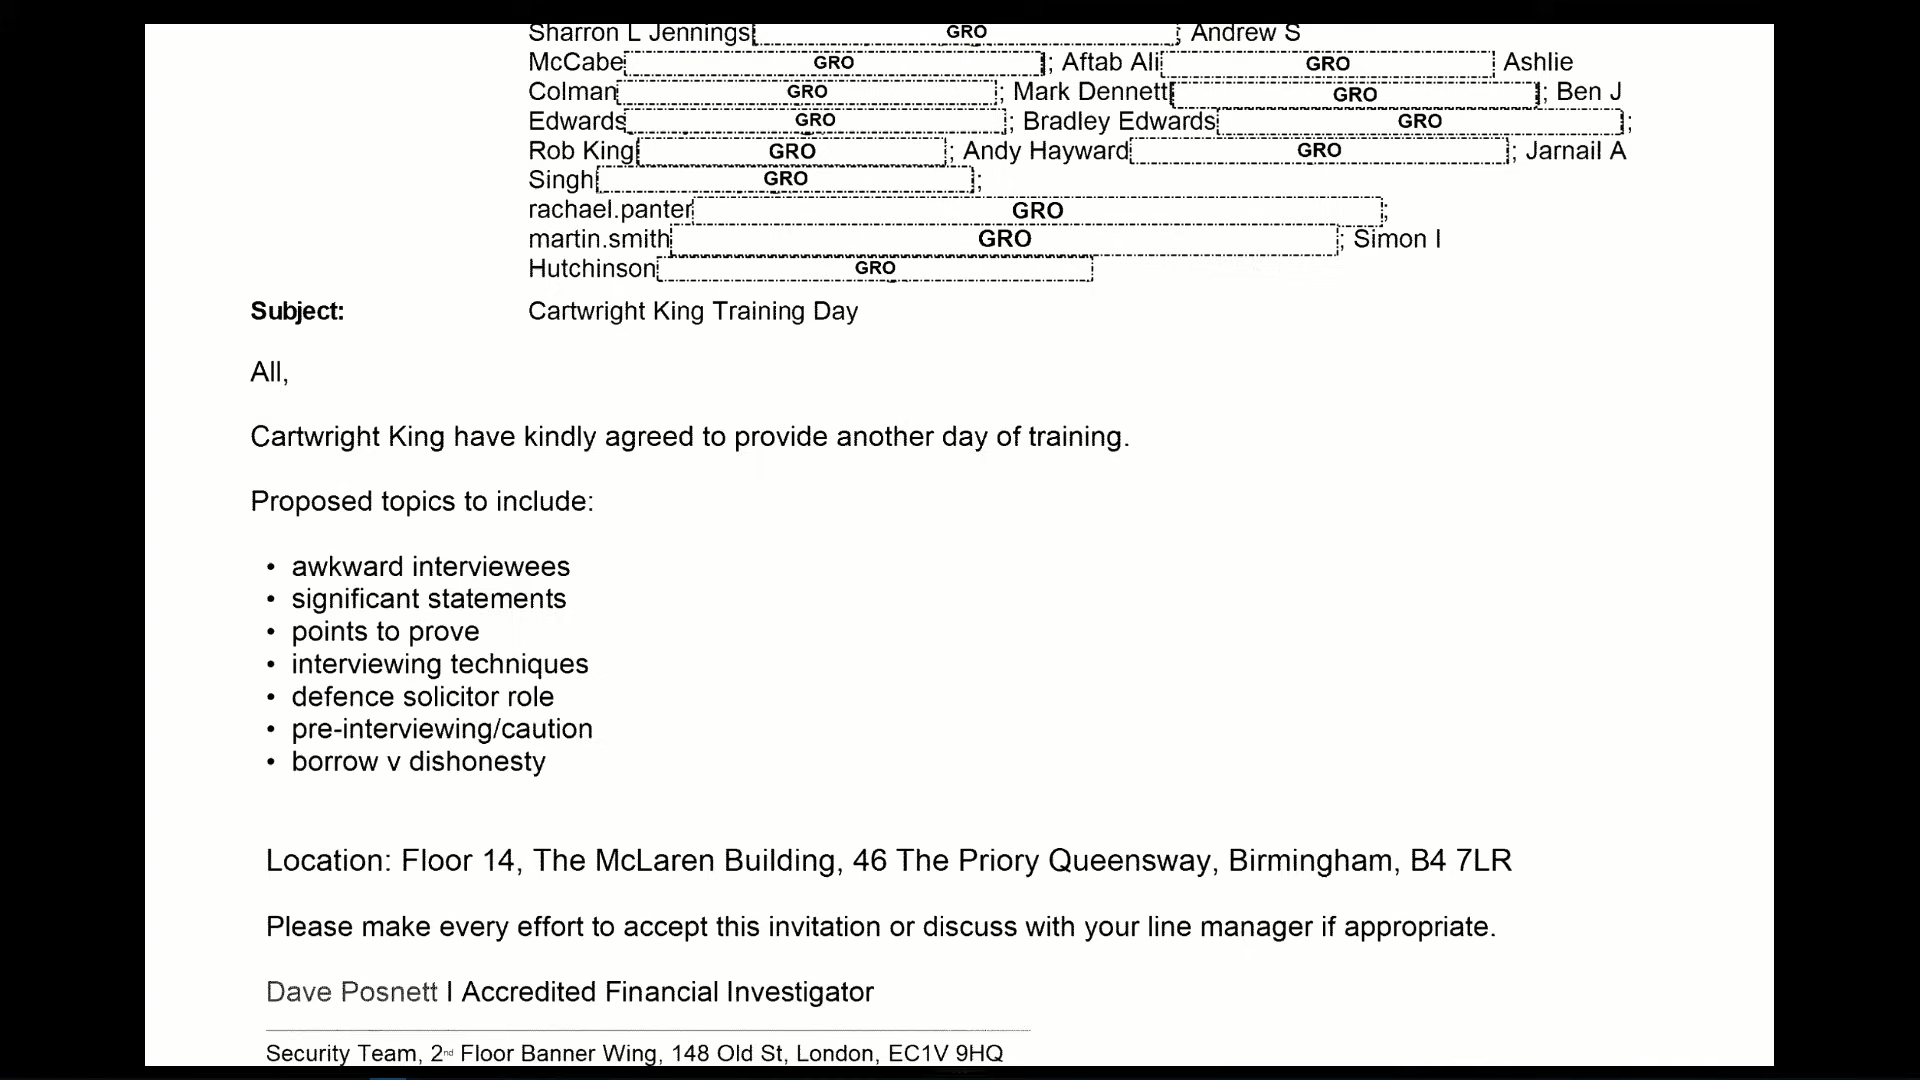 Sharron L Jennings GRO ; Andrew S
McCabe GRO ; Aftab Ali GRO Ashlie
Colman GRO ; Mark Dennett GRO ; Ben J
Edwards GRO ; Bradley Edwards GRO ;
Rob King GRO ; Andy Hayward GRO ; Jarnail A
Singh GRO ;
rachael.panter GRO ;
martin.smith GRO ; Simon I
Hutchinson GRO
Subject: Cartwright King Training Day
All,
Cartwright King have kindly agreed to provide another day of training.
Proposed topics to include:
• awkward interviewees
• significant statements
• points to prove
• interviewing techniques
• defence solicitor role
• pre-interviewing/caution
• borrow v dishonesty
Location: Floor 14, The McLaren Building, 46 The Priory Queensway, Birmingham, B4 7LR
Please make every effort to accept this invitation or discuss with your line manager if appropriate.
Dave Posnett I Accredited Financial Investigator
Security Team, 2nd Floor Banner Wing, 148 Old St, London, EC1V 9HQ